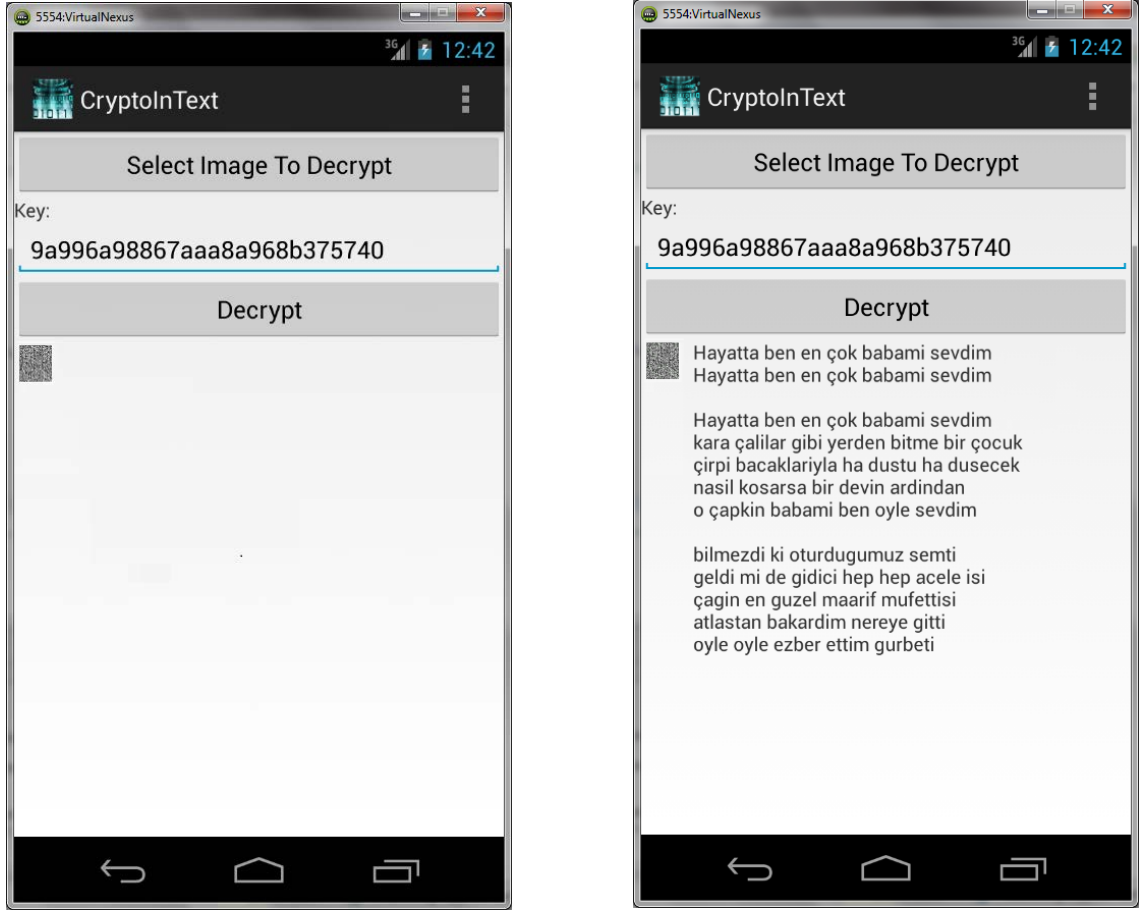 5554:VirtualNexus
3G 12:42
CryptoInText
Select Image To Decrypt
Key:
9a996a98867aaa8a968b375740
Decrypt
5554:VirtualNexus
3G 12:42
CryptoInText
Select Image To Decrypt
Key:
9a996a98867aaa8a968b375740
Decrypt
Hayatta ben en çok babami sevdim
Hayatta ben en çok babami sevdim

Hayatta ben en çok babami sevdim
kara çalilar gibi yerden bitme bir çocuk
çirpi bacaklariyla ha dustu ha dusecek
nasil kosarsa bir devin ardindan
o çapkin babami ben oyle sevdim

bilmezdi ki oturdugumuz semti
geldi mi de gidici hep hep acele isi
çagin en guzel maarif mufettisi
atlastan bakardim nereye gitti
oyle oyle ezber ettim gurbeti